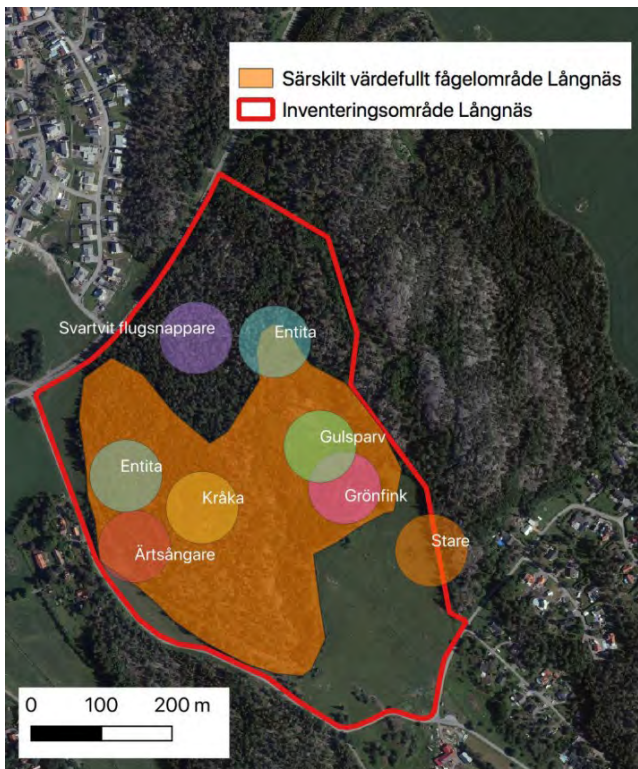 Särskilt värdefullt fågelområde Långnäs
Inventeringsområde Långnäs
Svartvit flugsnappare
Entita
Gulsparv
Entita
Kråka
Grönfink
Ärtsångare
Stare
0 100 200 m